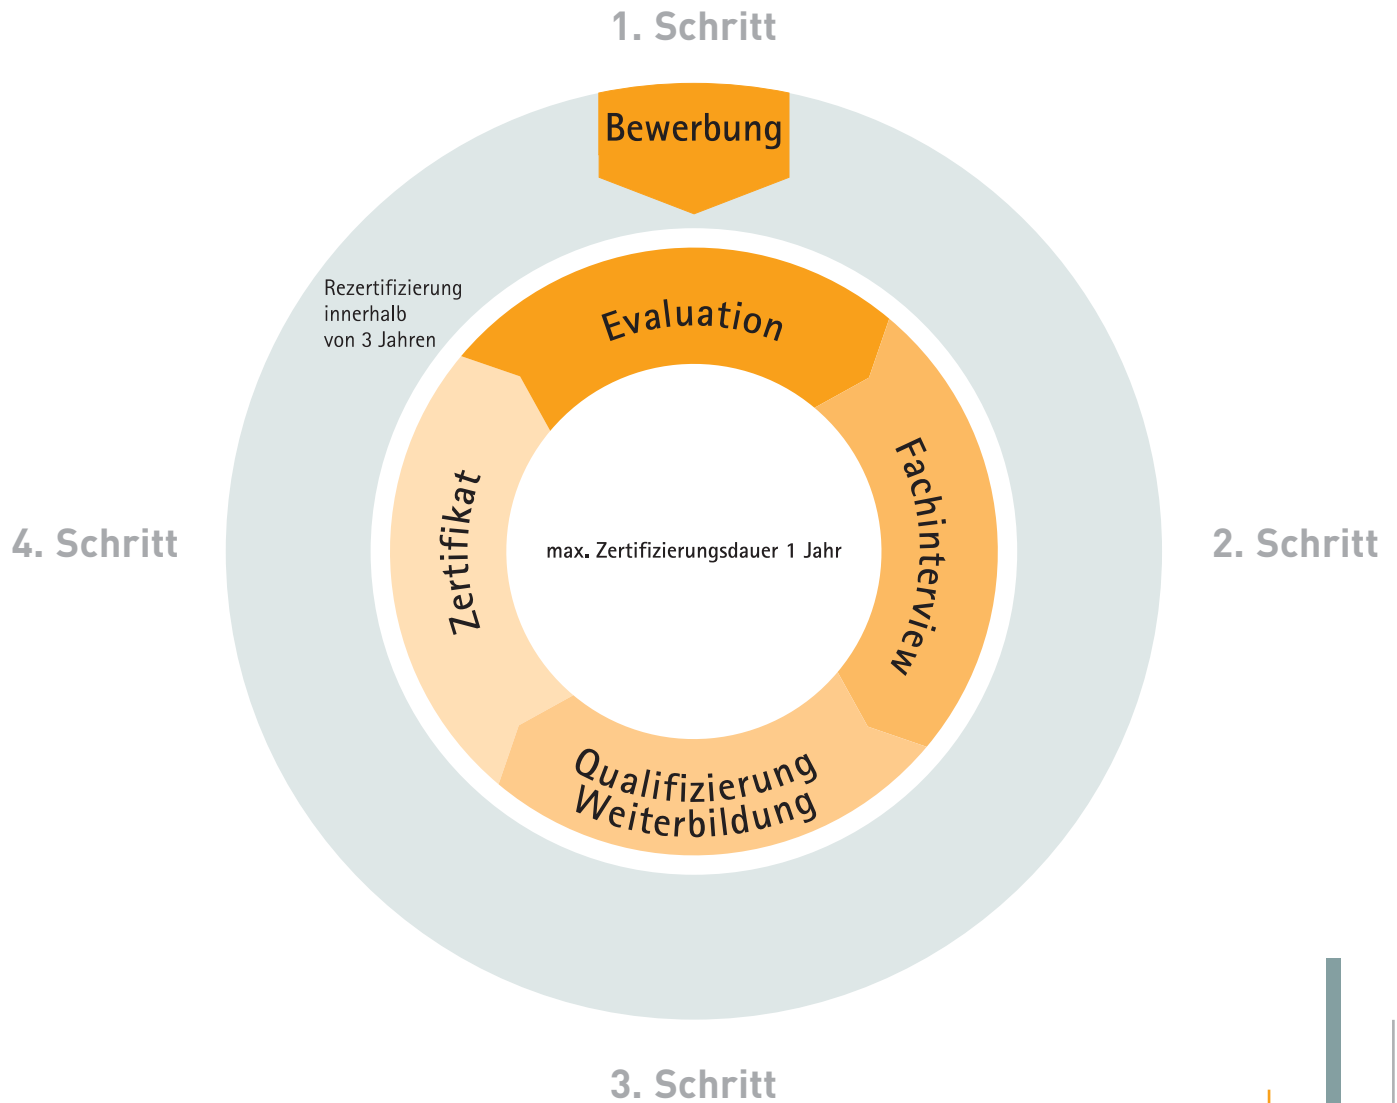 1. Schritt
Bewerbung
Rezertifizierung
innerhalb
von 3 Jahren
Evaluation
Fachinterview
4. Schritt
Zertifikat
max. Zertifizierungsdauer 1 Jahr
2. Schritt
Qualifizierung
Weiterbildung
3. Schritt